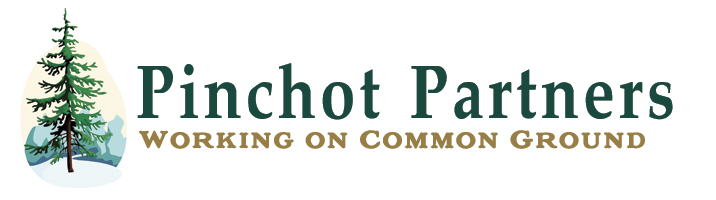 Pinchot Partners
WORKING ON COMMON GROUND